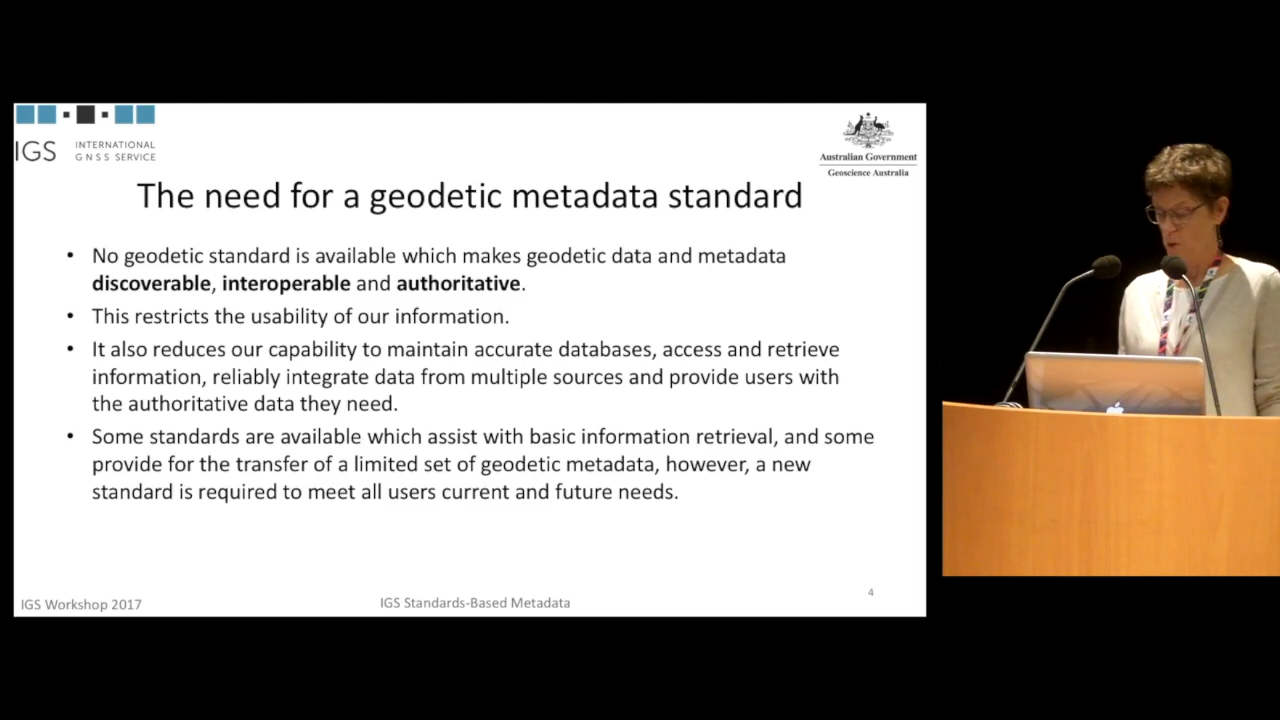 IGS INTERNATIONAL
GNSS SERVICE
Australian Government
Geoscience Australia
The need for a geodetic metadata standard
• No geodetic standard is available which makes geodetic data and metadata
discoverable, interoperable and authoritative.
• This restricts the usability of our information.
• It also reduces our capability to maintain accurate databases, access and retrieve
information, reliably integrate data from multiple sources and provide users with
the authoritative data they need.
• Some standards are available which assist with basic information retrieval, and some
provide for the transfer of a limited set of geodetic metadata, however, a new
standard is required to meet all users current and future needs.
IGS Workshop 2017
IGS Standards-Based Metadata
4